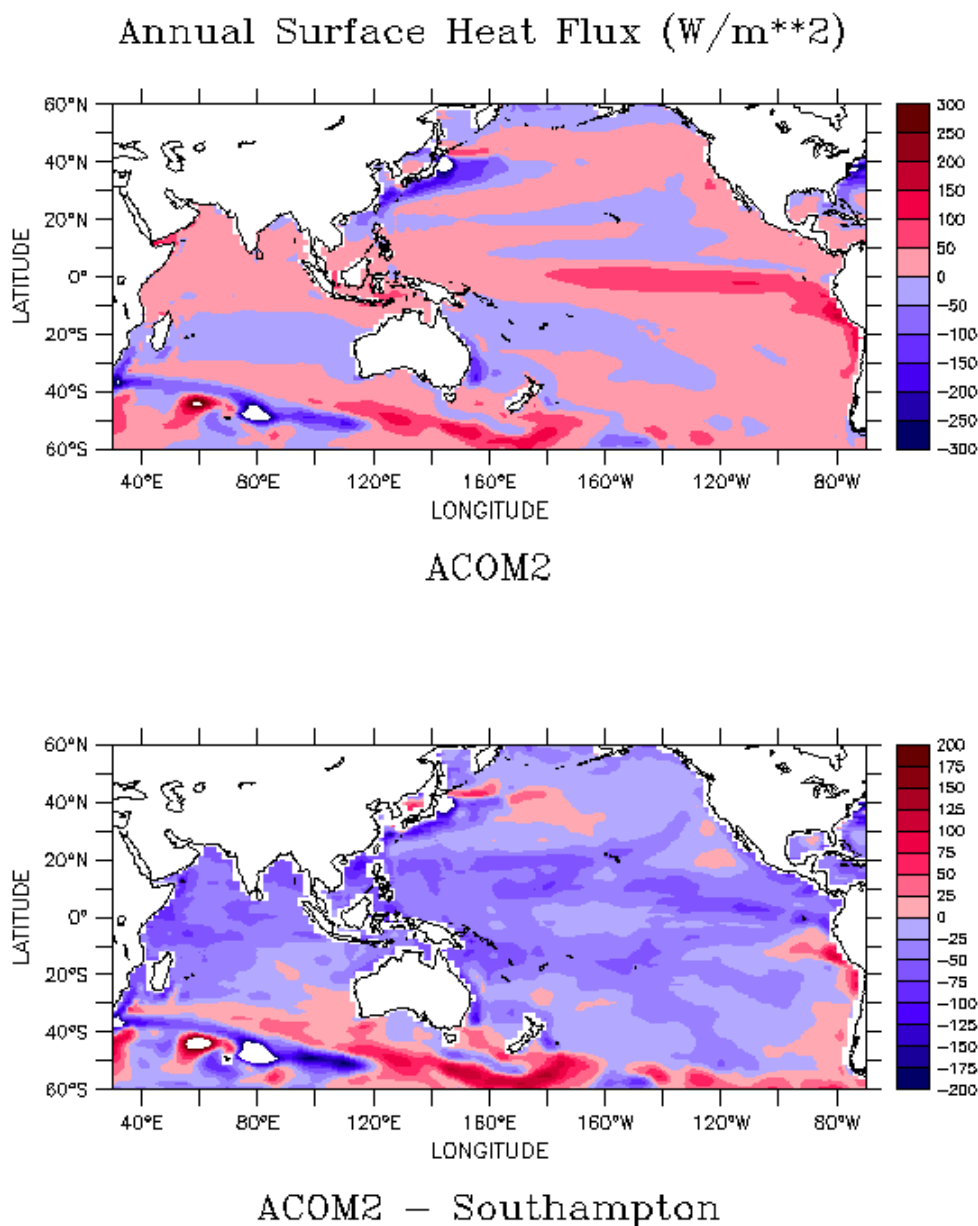 Annual Surface Heat Flux (W/m**2)
60°N
40°N
20°N
0°
20°S
40°S
60°S
LATITUDE
40°E
80°E
120°E
160°E
160°W
120°W
80°W
LONGITUDE
300
250
200
150
100
50
0
-50
-100
-150
-200
-250
-300
ACOM2
60°N
40°N
20°N
0°
20°S
40°S
60°S
LATITUDE
40°E
80°E
120°E
160°E
160°W
120°W
80°W
LONGITUDE
200
175
150
125
100
75
50
25
0
-25
-50
-75
-100
-125
-150
-175
-200
ACOM2 - Southampton